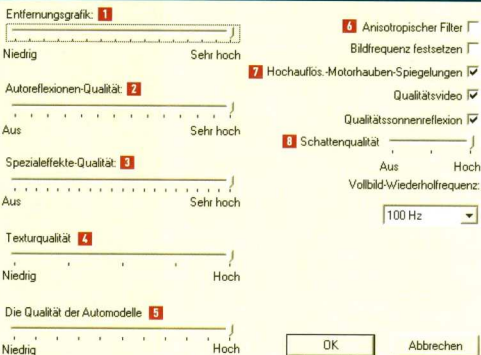 Entfernungsgrafik: 1
Niedrig Sehr hoch
Autoreflexionen-Qualität: 2
Aus Sehr hoch
Spezialeffekte-Qualität: 3
Aus Sehr hoch
Texturqualität 4
Niedrig Hoch
Die Qualität der Automodelle 5
Niedrig Hoch
6 Anisotropischer Filter
Bildfrequenz festsetzen
7 Hochauflös.-Motorhauben-Spiegelungen
Qualitätsvideo
Qualitätssonnenreflexion
8 Schattenqualität
Aus Hoch
Vollbild-Wiederholfrequenz:
100 Hz
OK Abbrechen